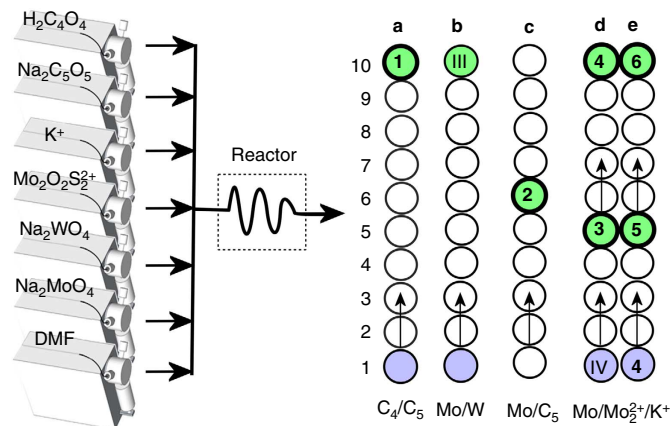 H₂C₄O₄
Na₂C₅O₅
K⁺
Mo₂O₂S₂²⁺
Na₂WO₄
Na₂MoO₄
DMF
Reactor
a b c d e
10 1 III 4 6
9
8
7
6 2
5 3 5
4
3
2
1 IV 4
C₄/C₅ Mo/W Mo/C₅ Mo/Mo₂²⁺/K⁺